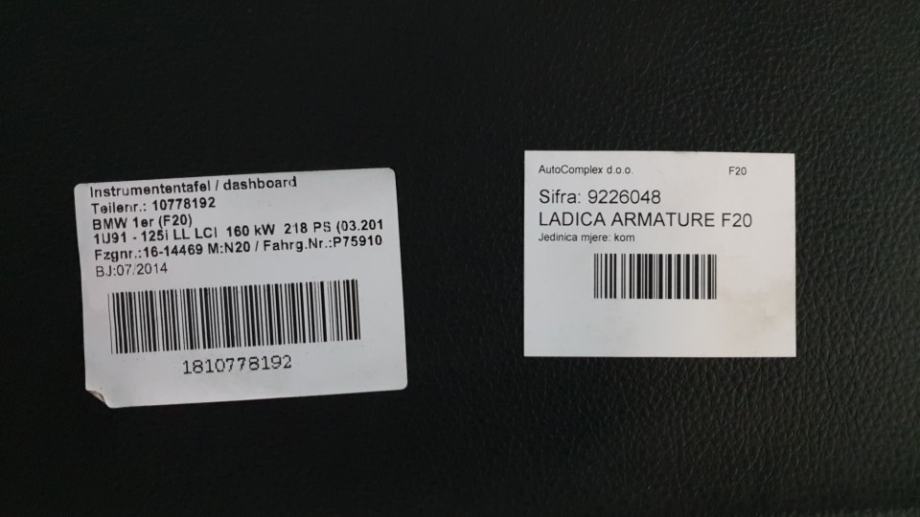 Instrumententafel / dashboard
Teilenr.: 10778192
BMW 1er (F20)
1U91 - 125i LL LCI 160 kW 218 PS (03.201
Fzgnr.:16-14469 M:N20 / Fahrg.Nr.:P75910
BJ:07/2014
1810778192
AutoComplex d.o.o. F20
Sifra: 9226048
LADICA ARMATURE F20
Jedinica mjere: kom